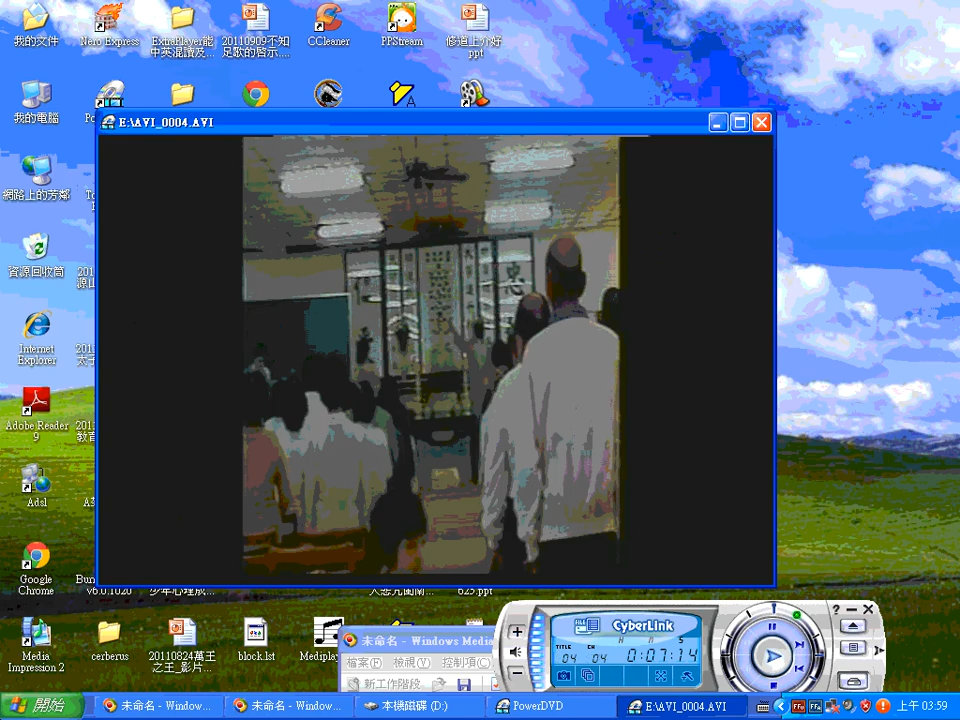 我的文件
Nero Express
ExtraPlayer能
中英混讀及...
20110909不知
足歌的啓示....
CCleaner
PPStream
修道上介好
ppt
我的電腦
E:\AVI_0004.AVI
網路上的芳鄰
資源回收筒
Internet
Explorer
Adobe Reader
9
Adsl
Google
Chrome
v6.0.1020
625.ppt
忠
Media
Impression 2
cerberus
20110824萬王
之王_影片...
block.lst
Mediaplay
未命名 - Windows Media
檔案(F) 檢視(V) 控制項(C)
新工作階段
CyberLink
H M S
TITLE CH
04 04 0:07:14
開始
未命名 - Window...
未命名 - Window...
本機磁碟 (D:)
PowerDVD
E:\AVI_0004.AVI
上午 03:59